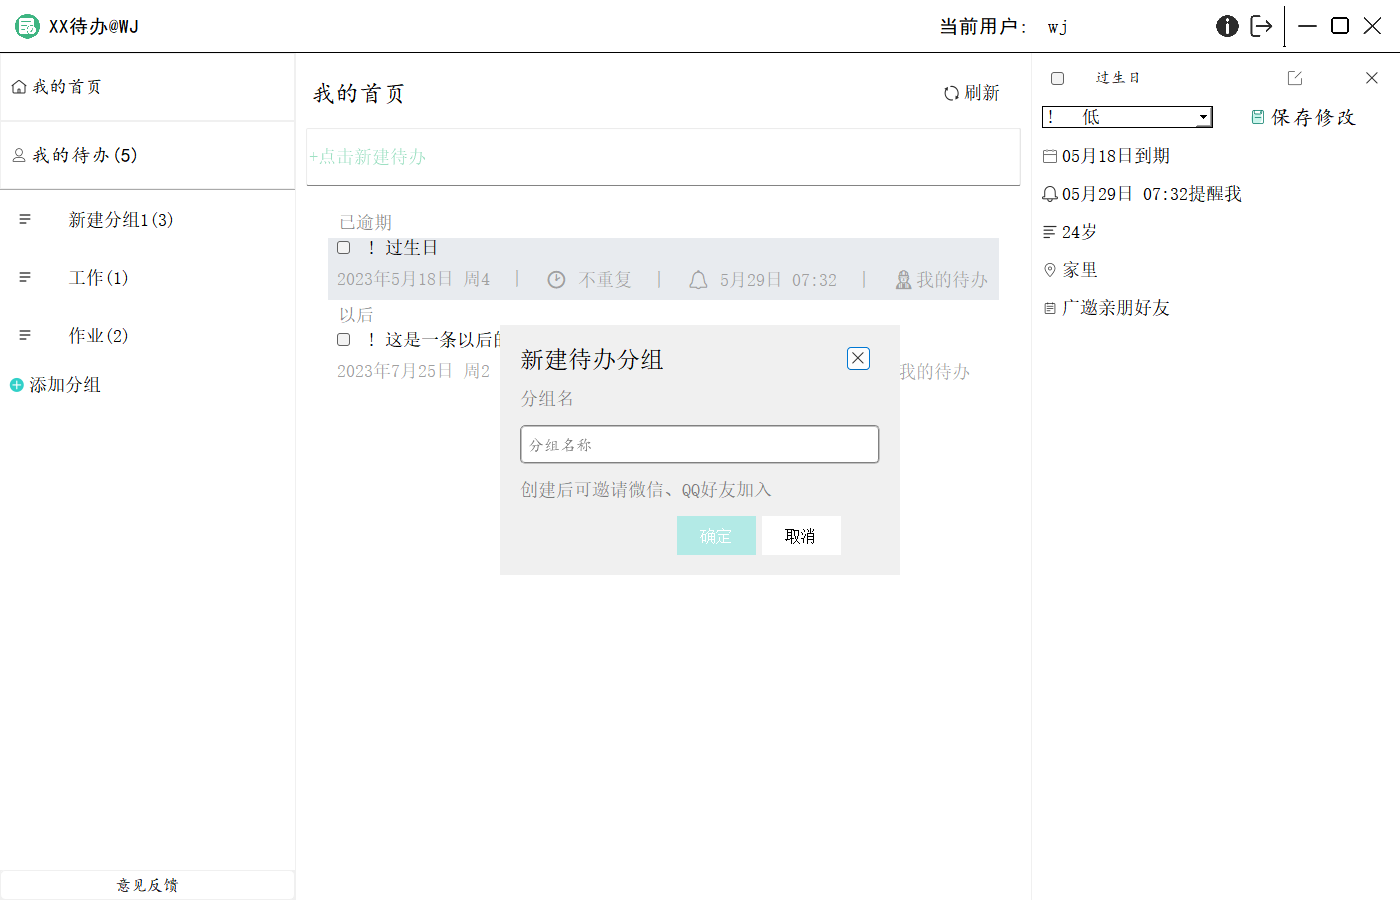 XX待办@WJ
当前用户: wj
我的首页
我的待办(5)
新建分组1(3)
工作(1)
作业(2)
添加分组
意见反馈
我的首页
刷新
+点击新建待办
已逾期
! 过生日
2023年5月18日 周4 | 不重复 | 5月29日 07:32 | 我的待办
以后
! 这是一条以后
2023年7月25日 周2
我的待办
新建待办分组
分组名
分组名称
创建后可邀请微信、QQ好友加入
确定 取消
过生日
! 低
保存修改
05月18日到期
05月29日 07:32提醒我
24岁
家里
广邀亲朋好友